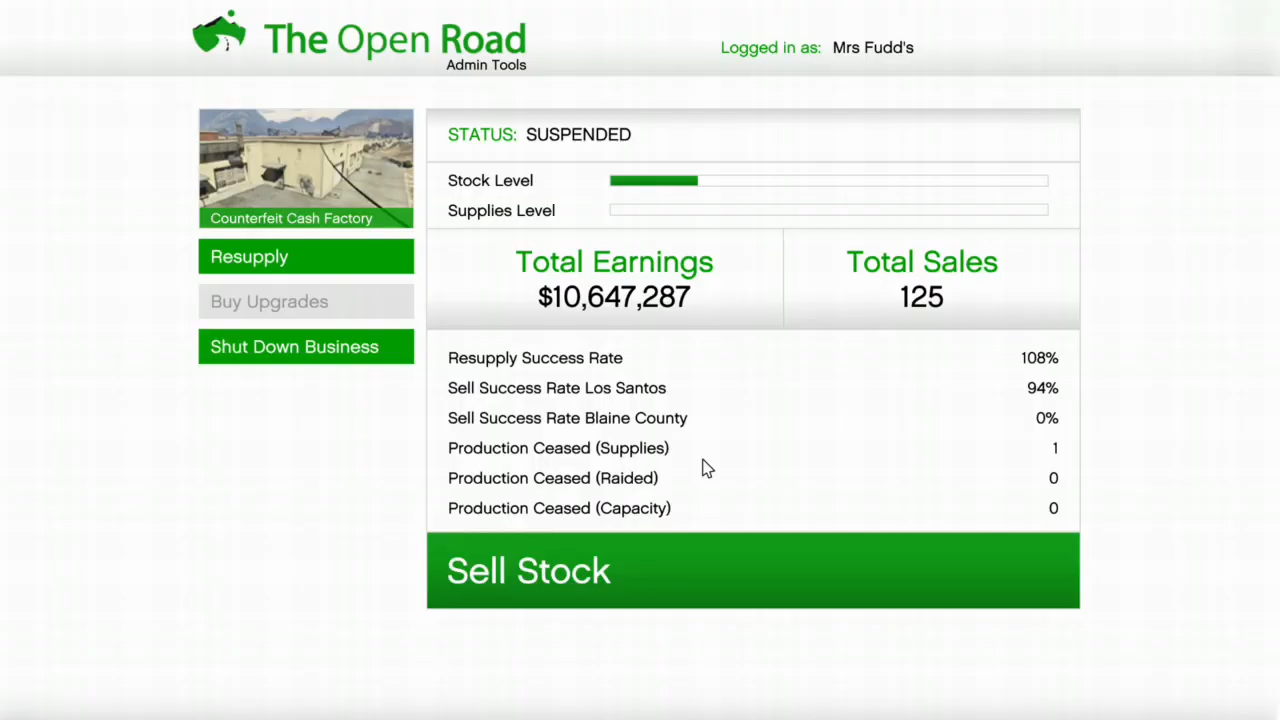 The Open Road
Admin Tools
Logged in as: Mrs Fudd's
Counterfeit Cash Factory
Resupply
Buy Upgrades
Shut Down Business
STATUS: SUSPENDED
Stock Level
Supplies Level
Total Earnings
$10,647,287
Total Sales
125
Resupply Success Rate 108%
Sell Success Rate Los Santos 94%
Sell Success Rate Blaine County 0%
Production Ceased (Supplies) 1
Production Ceased (Raided) 0
Production Ceased (Capacity) 0
Sell Stock